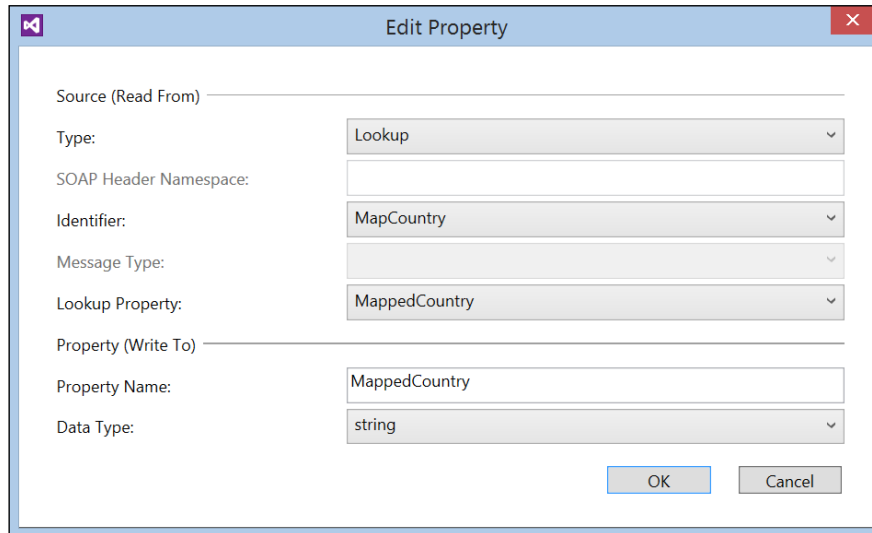 Edit Property
Source (Read From)
Type: Lookup
SOAP Header Namespace:
Identifier: MapCountry
Message Type:
Lookup Property: MappedCountry
Property (Write To)
Property Name: MappedCountry
Data Type: string
OK Cancel